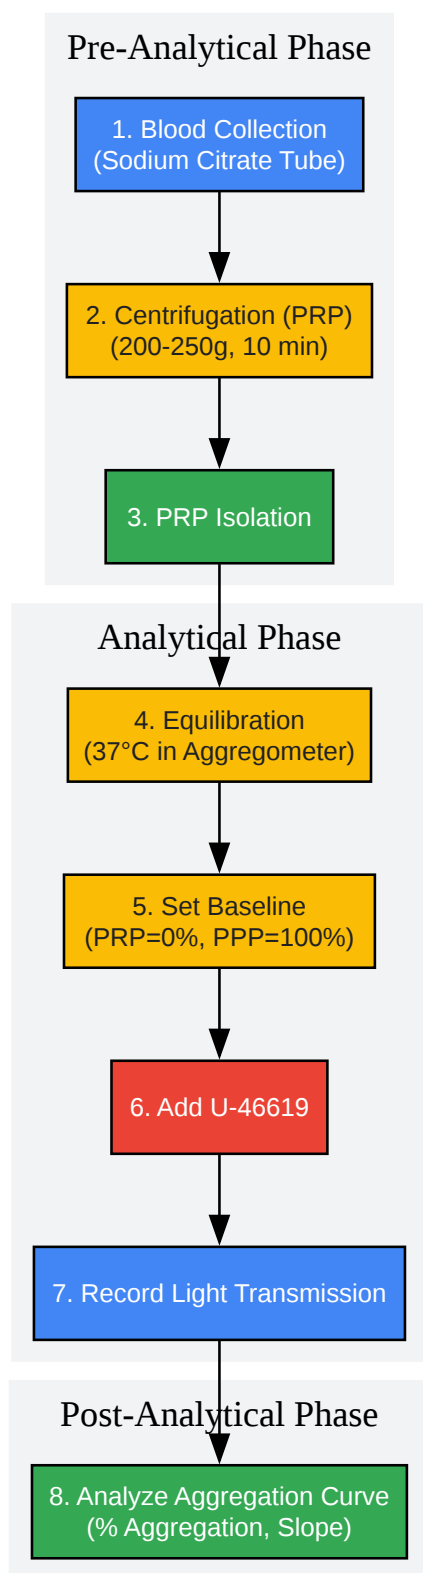 Pre-Analytical Phase
1. Blood Collection
(Sodium Citrate Tube)
2. Centrifugation (PRP)
(200-250g, 10 min)
3. PRP Isolation
Analytical Phase
4. Equilibration
(37°C in Aggregometer)
5. Set Baseline
(PRP=0%, PPP=100%)
6. Add U-46619
7. Record Light Transmission
Post-Analytical Phase
8. Analyze Aggregation Curve
(% Aggregation, Slope)